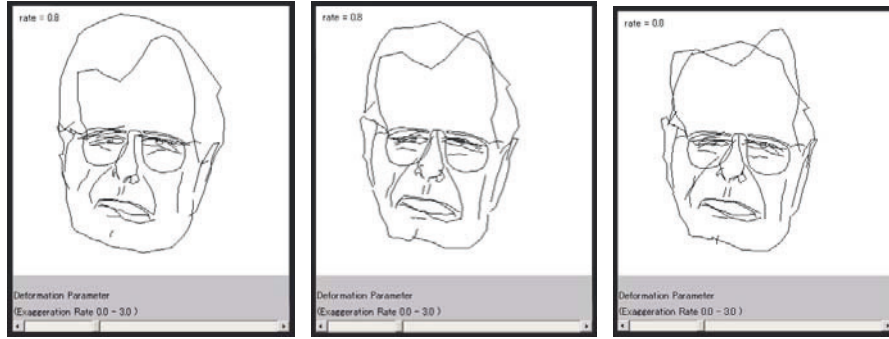 rate = 0.8
Deformation Parameter
(Exaggeration Rate 0.0 - 3.0 )
rate = 0.8
Deformation Parameter
(Exaggeration Rate 0.0 - 3.0 )
rate = 0.8
Deformation Parameter
(Exaggeration Rate 0.0 - 3.0 )